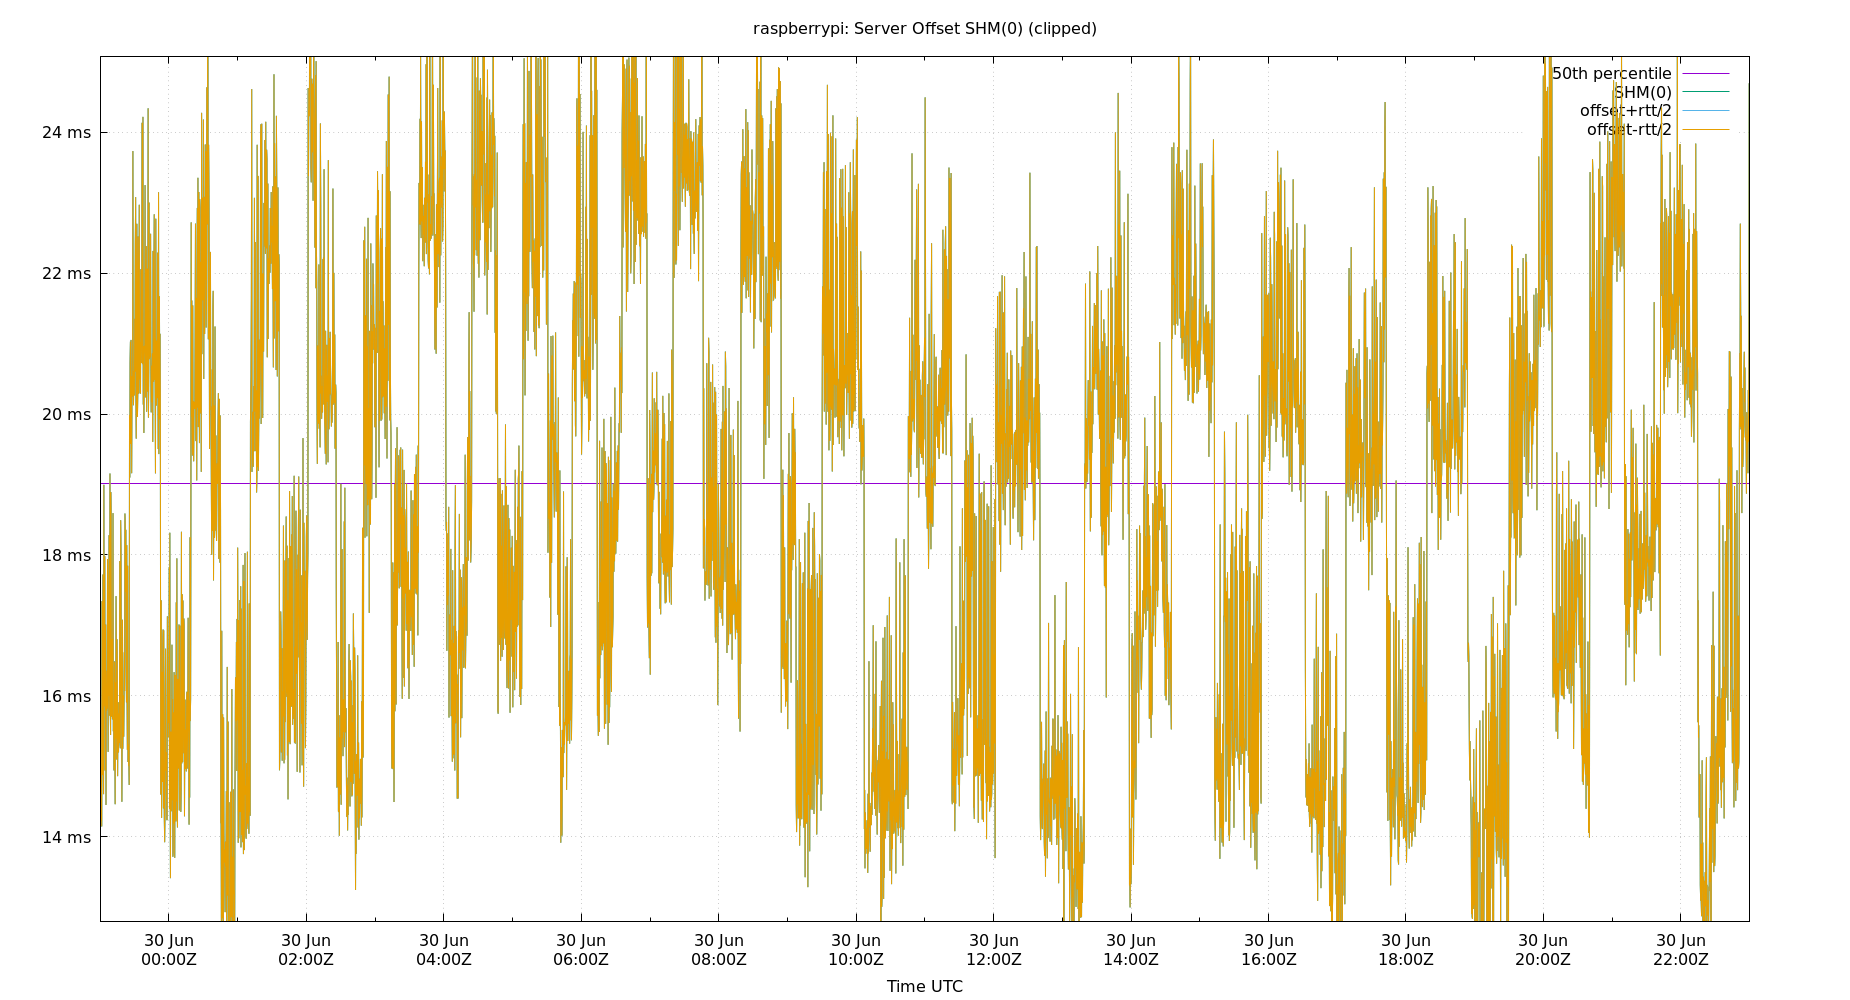 raspberrypi: Server Offset SHM(0) (clipped)
50th percentile
SHM(0)
offset+rtt/2
offset-rtt/2
24 ms
22 ms
20 ms
18 ms
16 ms
14 ms
30 Jun 30 Jun 30 Jun 30 Jun 30 Jun 30 Jun 30 Jun 30 Jun 30 Jun 30 Jun 30 Jun 30 Jun
00:00Z 02:00Z 04:00Z 06:00Z 08:00Z 10:00Z 12:00Z 14:00Z 16:00Z 18:00Z 20:00Z 22:00Z
Time UTC